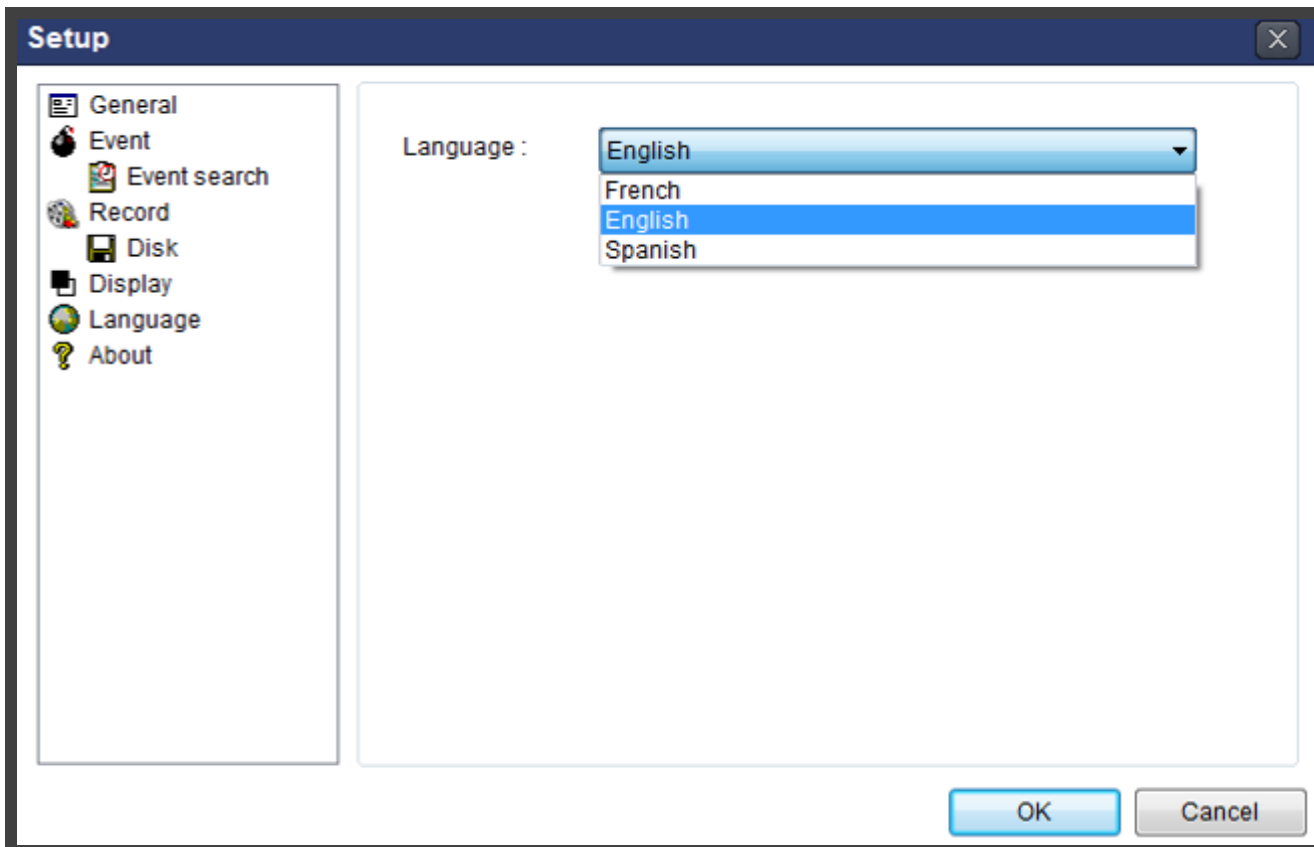 Setup
General
Event
Event search
Record
Disk
Display
Language
About
Language : English
French
English
Spanish
OK Cancel